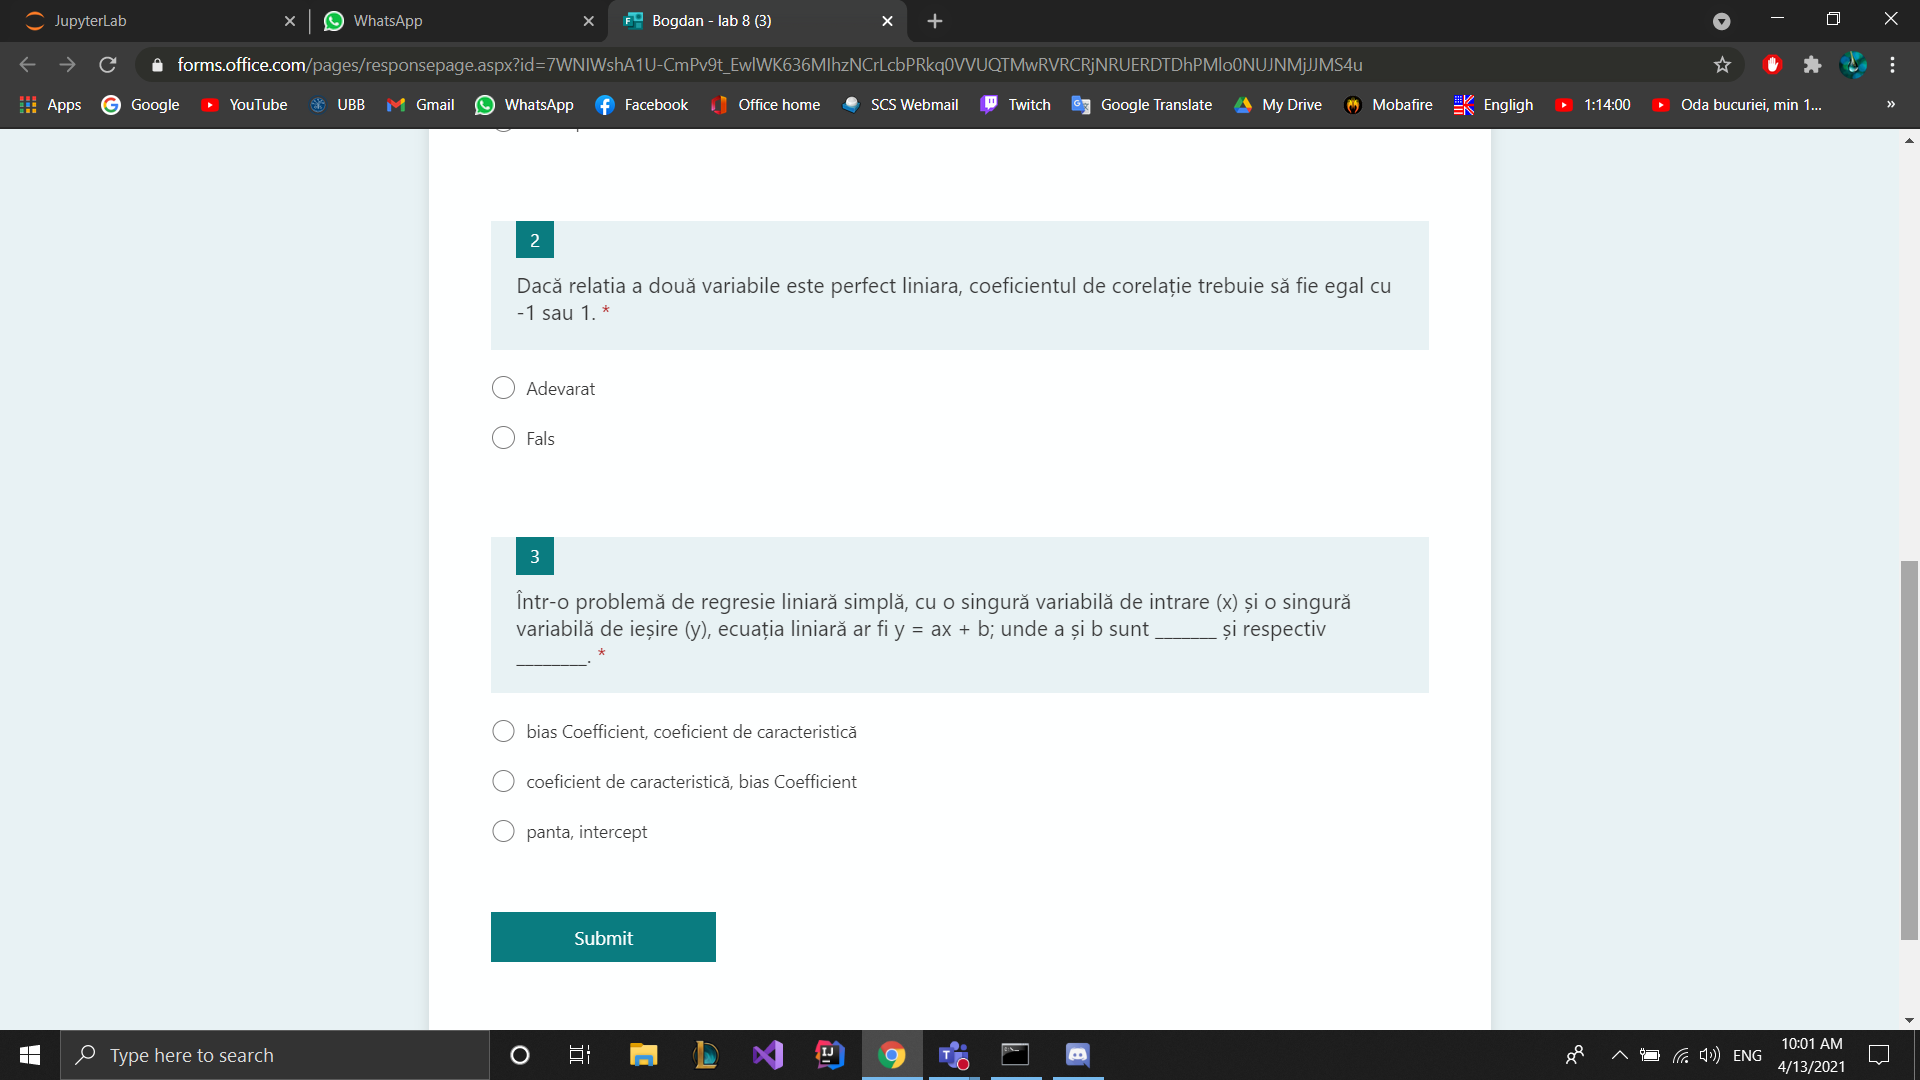 JupyterLab
WhatsApp
Bogdan - lab 8 (3)
forms.office.com/pages/responsepage.aspx?id=7WNIWshA1U-CmPv9t_EwlWK636MIhzNCrLcbPRkq0VVUQTMwRVRCRjNRUERDTDhPMlo0NUJNMjJJMS4u
Apps
Google
YouTube
UBB
Gmail
WhatsApp
Facebook
Office home
SCS Webmail
Twitch
Google Translate
My Drive
Mobafire
Engligh
1:14:00
Oda bucuriei, min 1...
»
2
Dacă relatia a două variabile este perfect liniara, coeficientul de corelație trebuie să fie egal cu
-1 sau 1. *
Adevarat
Fals
3
Într-o problemă de regresie liniară simplă, cu o singură variabilă de intrare (x) și o singură
variabilă de ieșire (y), ecuația liniară ar fi y = ax + b; unde a și b sunt _______ și respectiv
________. *
bias Coefficient, coeficient de caracteristică
coeficient de caracteristică, bias Coefficient
panta, intercept
Submit
Type here to search
ENG
10:01 AM
4/13/2021